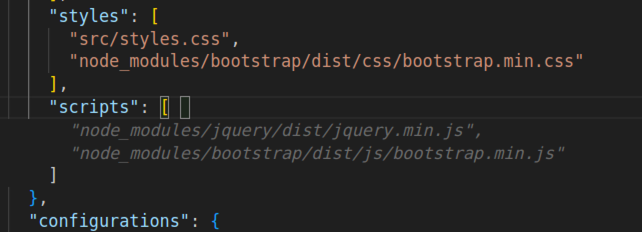 "styles": [
"src/styles.css",
"node_modules/bootstrap/dist/css/bootstrap.min.css"
],
"scripts": [ 
"node_modules/jquery/dist/jquery.min.js",
"node_modules/bootstrap/dist/js/bootstrap.min.js"
]
},
"configurations": {